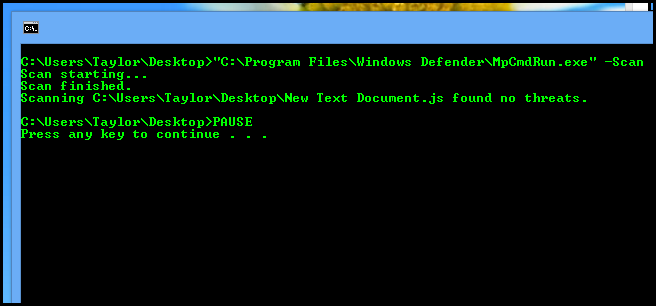 C:\Users\Taylor\Desktop>"C:\Program Files\Windows Defender\MpCmdRun.exe" -Scan
Scan starting...
Scan finished.
Scanning C:\Users\Taylor\Desktop\New Text Document.js found no threats.
C:\Users\Taylor\Desktop>PAUSE
Press any key to continue . . .